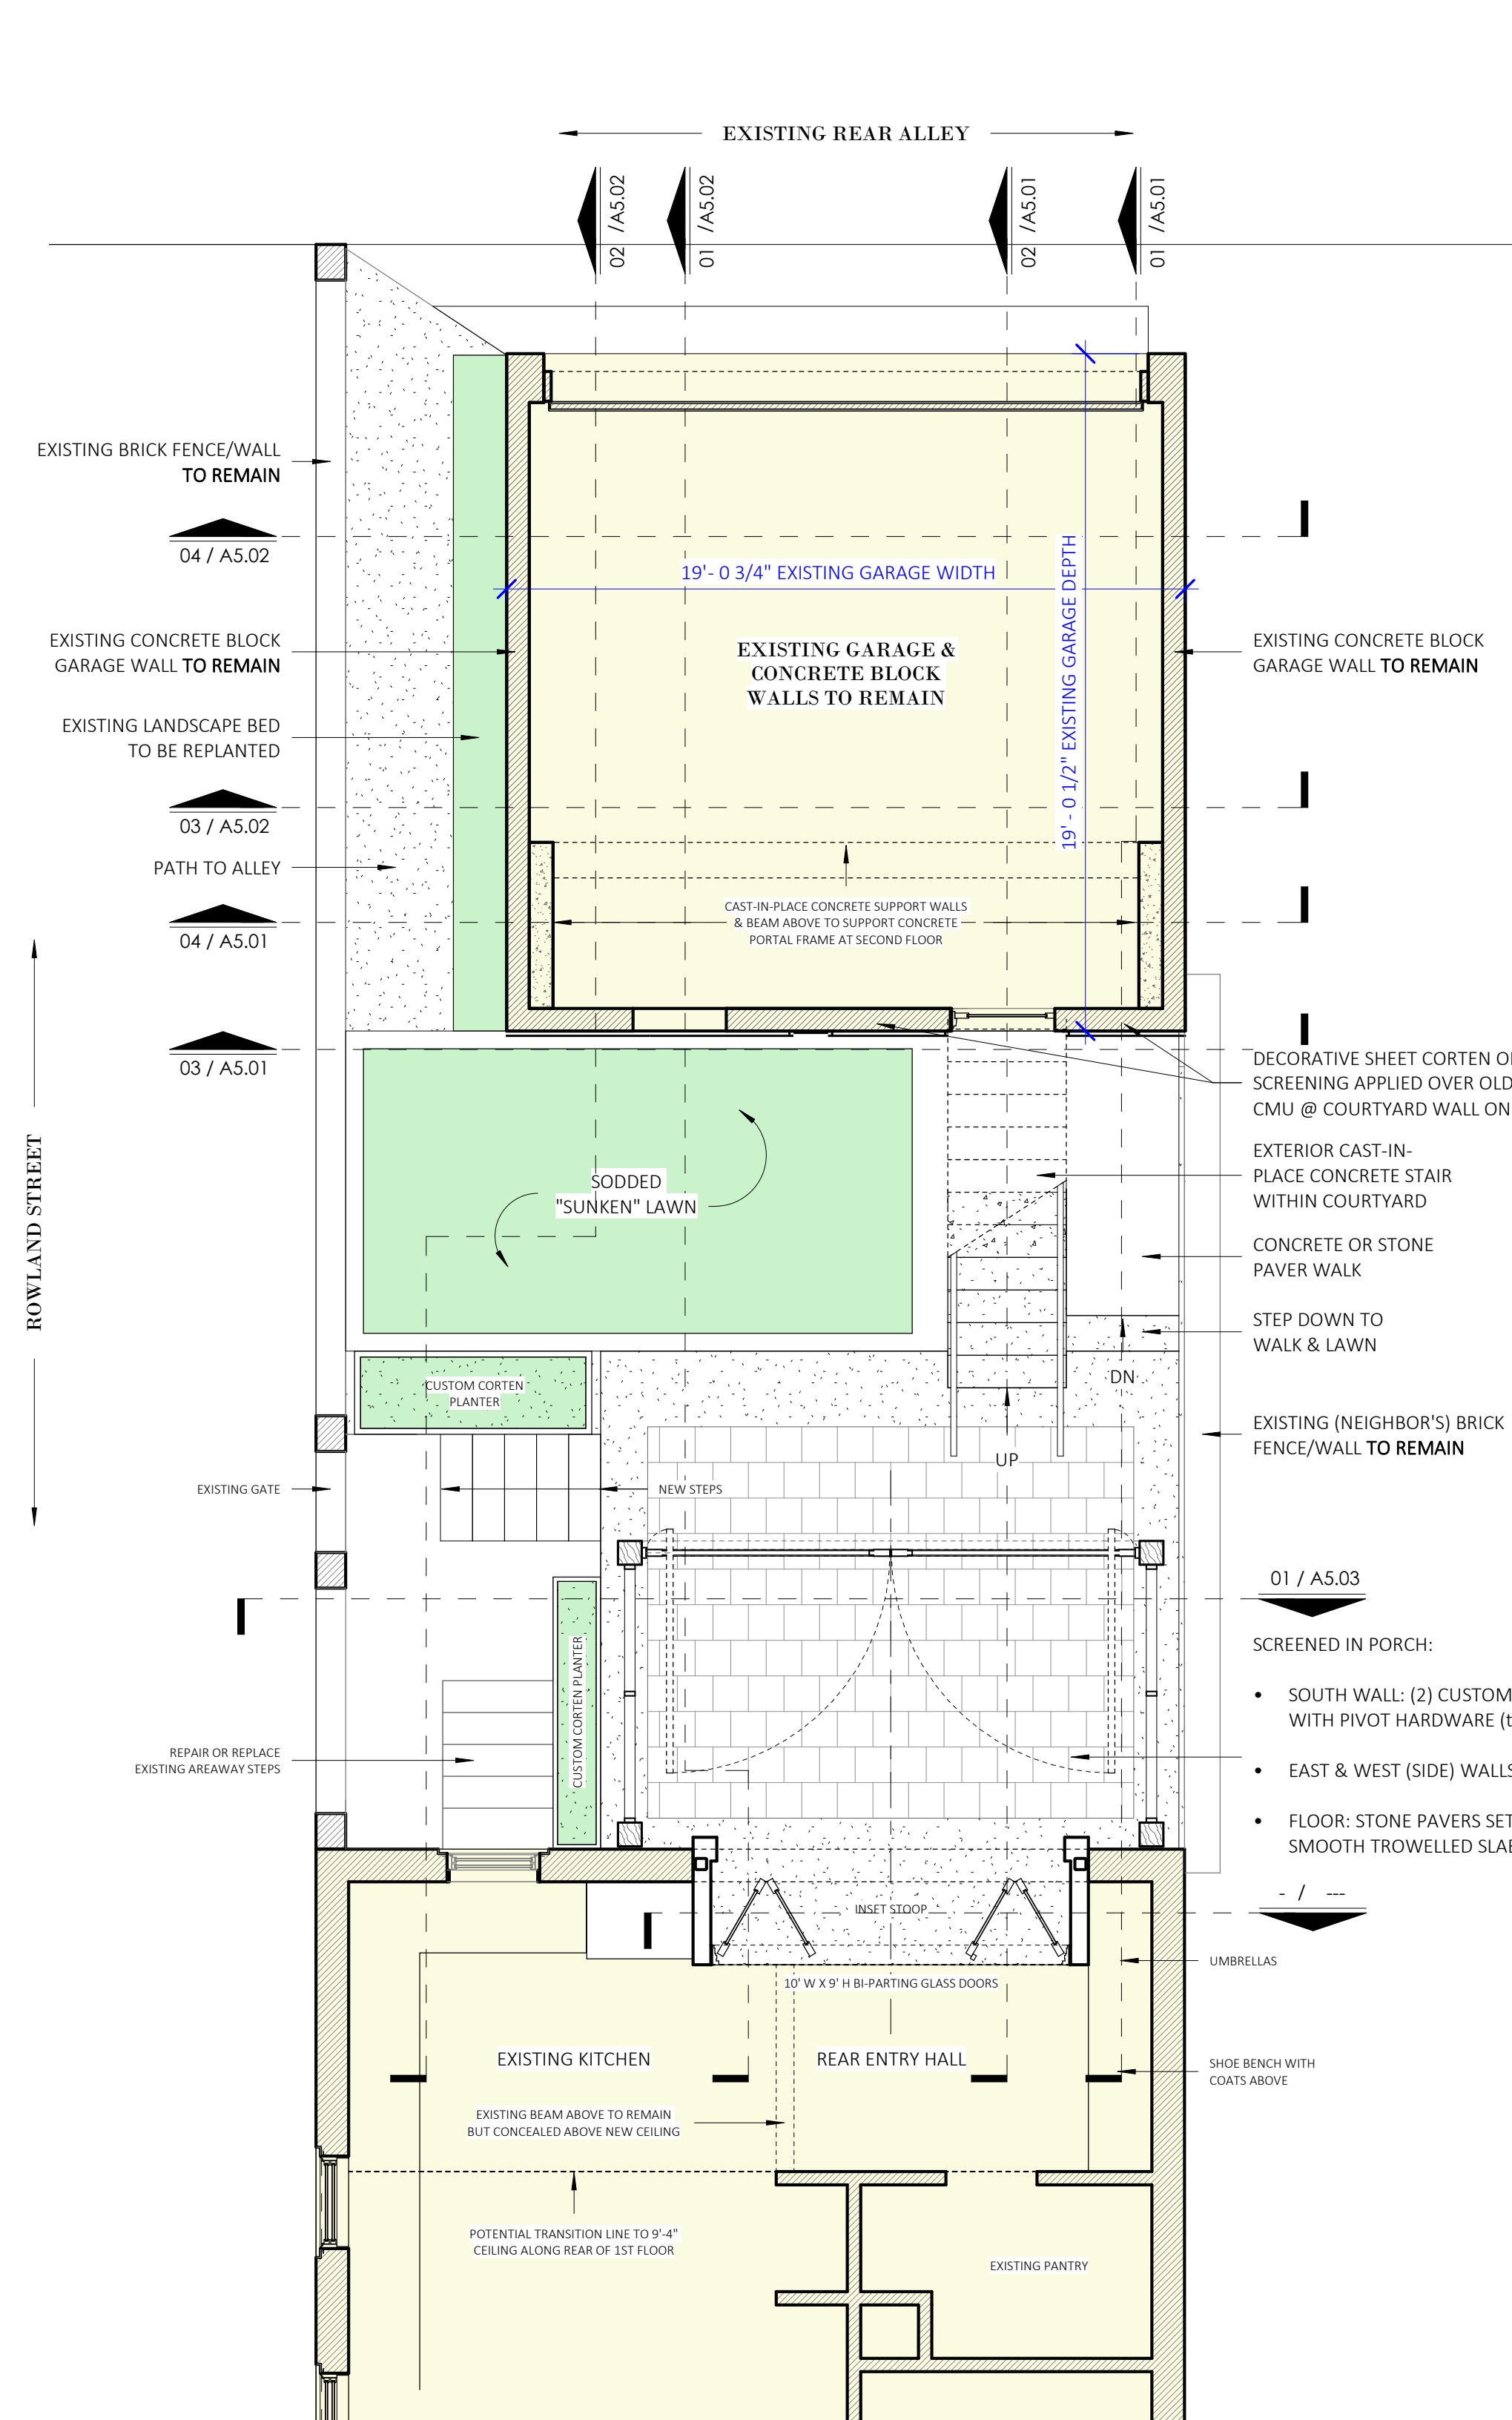 EXISTING REAR ALLEY
02 /A5.02
01 /A5.02
02 /A5.01
01 /A5.01
EXISTING BRICK FENCE/WALL
TO REMAIN
04 / A5.02
19'- 0 3/4" EXISTING GARAGE WIDTH
19' - 0 1/2" EXISTING GARAGE DEPTH
EXISTING CONCRETE BLOCK
GARAGE WALL TO REMAIN
EXISTING GARAGE &
CONCRETE BLOCK
WALLS TO REMAIN
EXISTING CONCRETE BLOCK
GARAGE WALL TO REMAIN
EXISTING LANDSCAPE BED
TO BE REPLANTED
03 / A5.02
PATH TO ALLEY
CAST-IN-PLACE CONCRETE SUPPORT WALLS
& BEAM ABOVE TO SUPPORT CONCRETE
PORTAL FRAME AT SECOND FLOOR
04 / A5.01
03 / A5.01
ROWLAND STREET
DECORATIVE SHEET CORTEN
SCREENING APPLIED OVER OLD
CMU @ COURTYARD WALL ON
SODDED
"SUNKEN" LAWN
EXTERIOR CAST-IN-
PLACE CONCRETE STAIR
WITHIN COURTYARD
CONCRETE OR STONE
PAVER WALK
STEP DOWN TO
WALK & LAWN
DN
CUSTOM CORTEN
PLANTER
EXISTING (NEIGHBOR'S) BRICK
FENCE/WALL TO REMAIN
UP
EXISTING GATE
NEW STEPS
01 / A5.03
SCREENED IN PORCH:
• SOUTH WALL: (2) CUSTOM
WITH PIVOT HARDWARE
• EAST & WEST (SIDE) WALLS
• FLOOR: STONE PAVERS SET
SMOOTH TROWELLED SLAB
CUSTOM CORTEN PLANTER
REPAIR OR REPLACE
EXISTING AREAWAY STEPS
- / ---
INSET STOOP
UMBRELLAS
10' W X 9' H BI-PARTING GLASS DOORS
EXISTING KITCHEN
REAR ENTRY HALL
SHOE BENCH WITH
COATS ABOVE
EXISTING BEAM ABOVE TO REMAIN
BUT CONCEALED ABOVE NEW CEILING
POTENTIAL TRANSITION LINE TO 9'-4"
CEILING ALONG REAR OF 1ST FLOOR
EXISTING PANTRY